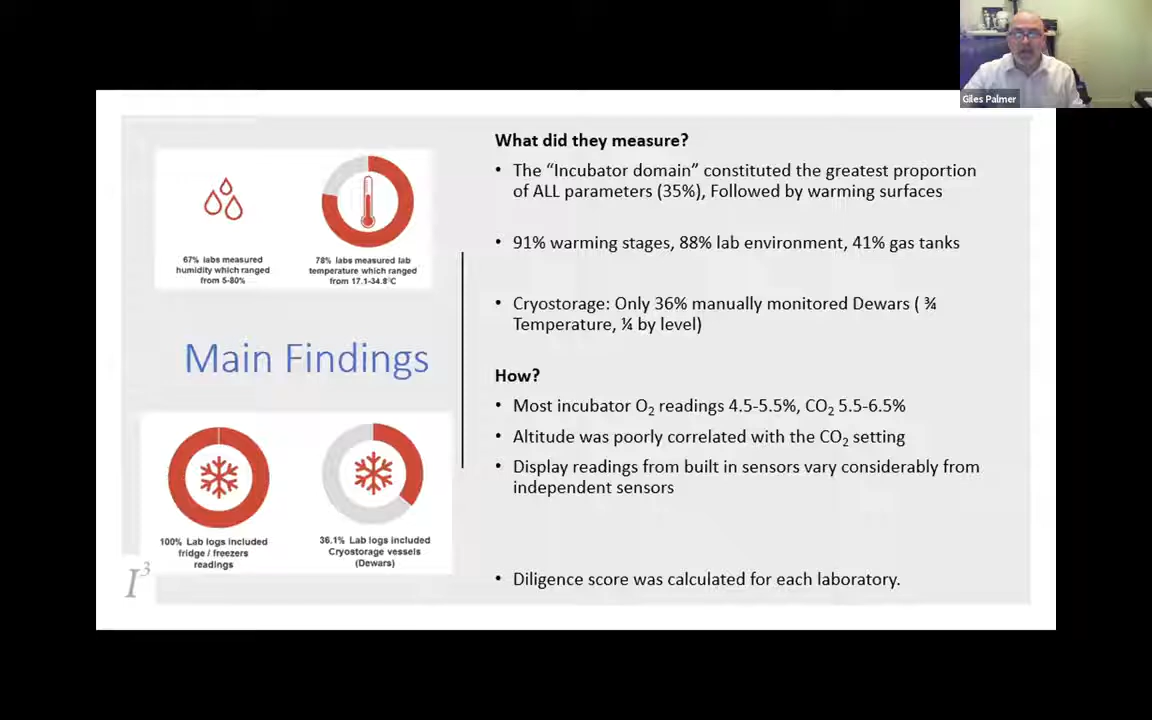 Giles Palmer
What did they measure?
• The “Incubator domain” constituted the greatest proportion
of ALL parameters (35%), Followed by warming surfaces
• 91% warming stages, 88% lab environment, 41% gas tanks
• Cryostorage: Only 36% manually monitored Dewars ( ¾
Temperature, ¼ by level)
How?
• Most incubator O₂ readings 4.5-5.5%, CO₂ 5.5-6.5%
• Altitude was poorly correlated with the CO₂ setting
• Display readings from built in sensors vary considerably from
independent sensors
• Diligence score was calculated for each laboratory.
67% labs measured
humidity which ranged
from 5-80%
78% labs measured lab
temperature which ranged
from 17.1-34.8°C
Main Findings
100% Lab logs included
fridge / freezers
readings
36.1% Lab logs included
Cryostorage vessels
(Dewars)
I³